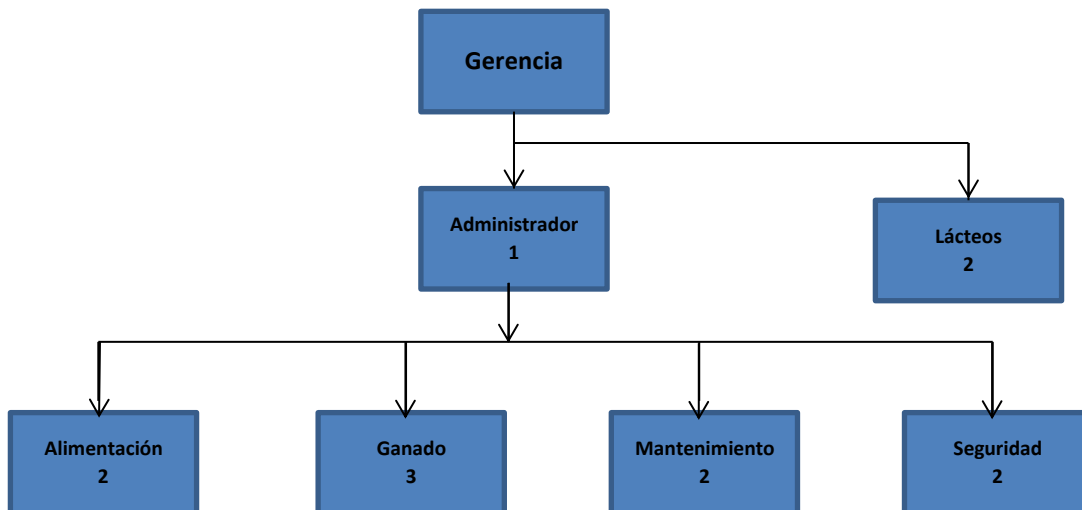 Gerencia
Administrador
1
Lácteos
2
Alimentación
2
Ganado
3
Mantenimiento
2
Seguridad
2